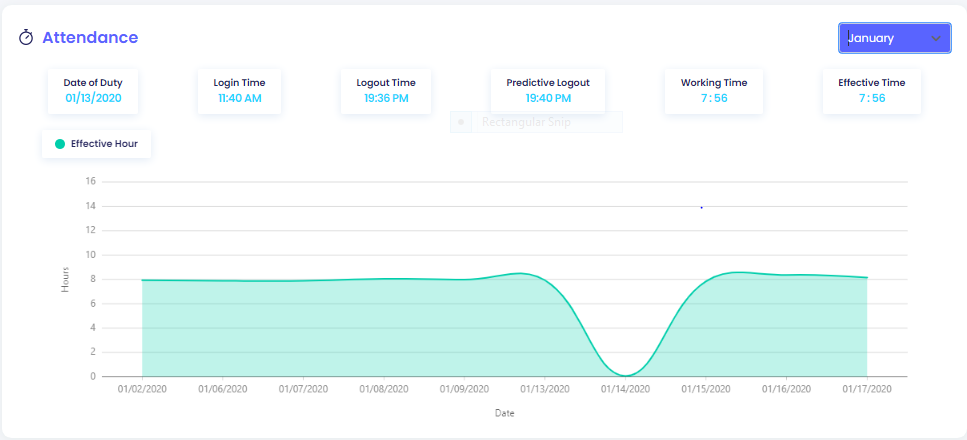 Attendance
January
Date of Duty
01/13/2020
Login Time
11:40 AM
Logout Time
19:36 PM
Predictive Logout
19:40 PM
Working Time
7 : 56
Effective Time
7 : 56
Rectangular Snip
Effective Hour
16
14
12
10
8
6
4
2
0
Hours
01/02/2020 01/06/2020 01/07/2020 01/08/2020 01/09/2020 01/13/2020 01/14/2020 01/15/2020 01/16/2020 01/17/2020
Date